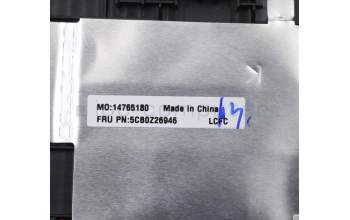 MO:14765180 Made in China
FRU PN:5CB0Z26946 LCFC